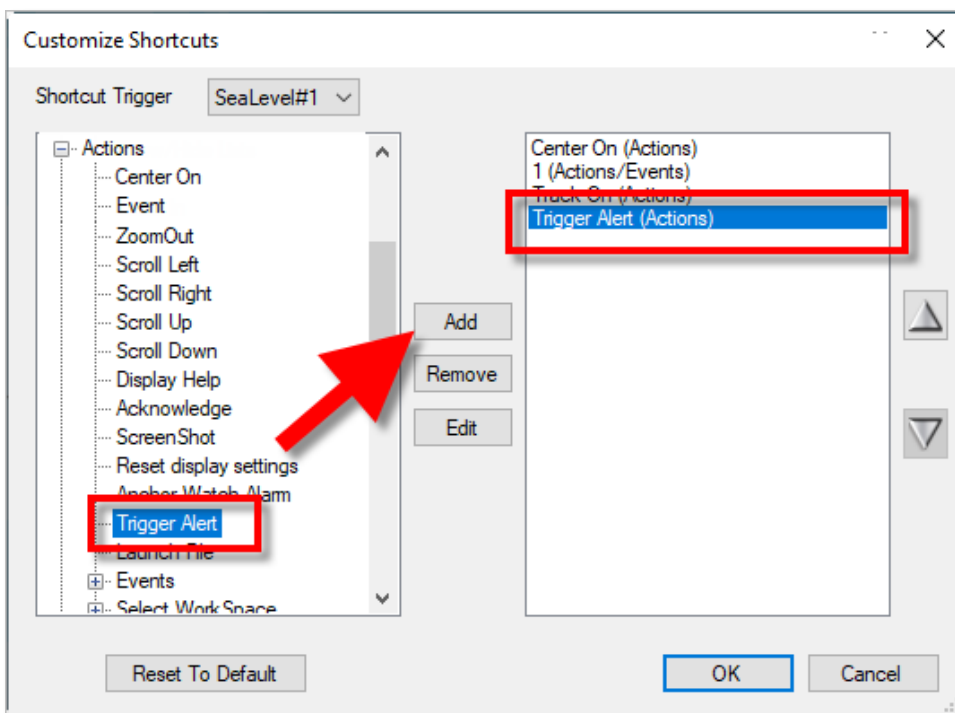 Customize Shortcuts
Shortcut Trigger SeaLevel#1
Actions
Center On
Event
ZoomOut
Scroll Left
Scroll Right
Scroll Up
Scroll Down
Display Help
Acknowledge
ScreenShot
Reset display settings
Anchor Watch Alarm
Trigger Alert
Launch File
Events
Select WorkSpace
Add
Remove
Edit
Center On (Actions)
1 (Actions/Events)
Track On (Actions)
Trigger Alert (Actions)
Reset To Default
OK
Cancel